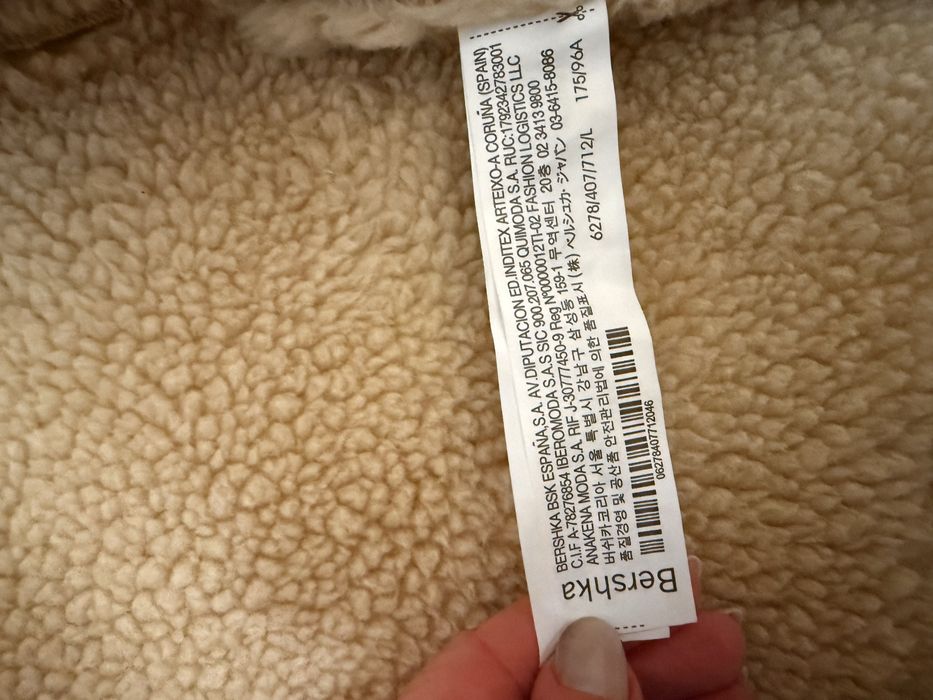 BERSHKA BSK ESPAÑA,S.A. AV.DIPUTACION ED.INDITEX ARTEIXO-A CORUÑA (SPAIN)
C.I.F A-78276854 IBEROMODA S.A.S SIC 900.207.065 QUIMODA S.A. RUC:1792342783001
ANAKENA MODA S.A. RIF J-30777450-9 Reg Nº000012TI-02 FASHION LOGISTICS LLC
버쉬카코리아 서울 특별시 강남구 삼성동 159-1 무역센터 20층 02 3413 9800
품질경영 및 공산품 안전관리법에 의한 품질표시 (株) ベルシュカ・ジャパン 03-6415-8086
6278/407/712/L 175/96A
06278407712046
Bershka